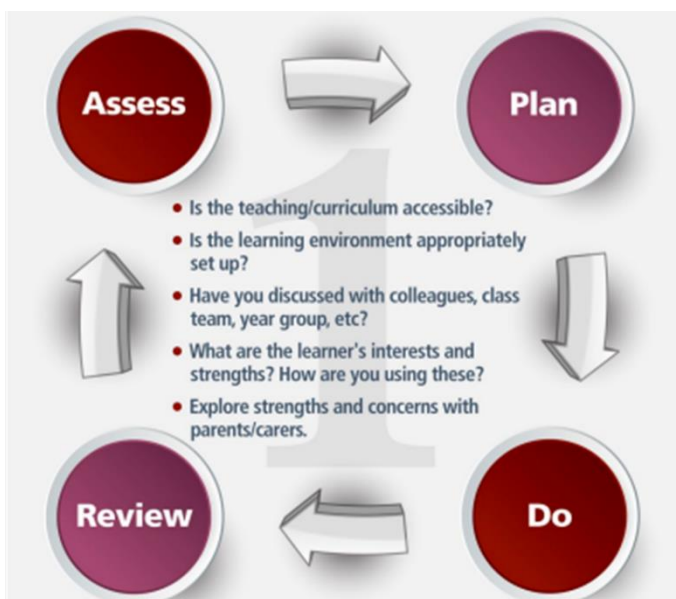 Assess
Plan
1
• Is the teaching/curriculum accessible?
• Is the learning environment appropriately
set up?
• Have you discussed with colleagues, class
team, year group, etc?
• What are the learner's interests and
strengths? How are you using these?
• Explore strengths and concerns with
parents/carers.
Review
Do